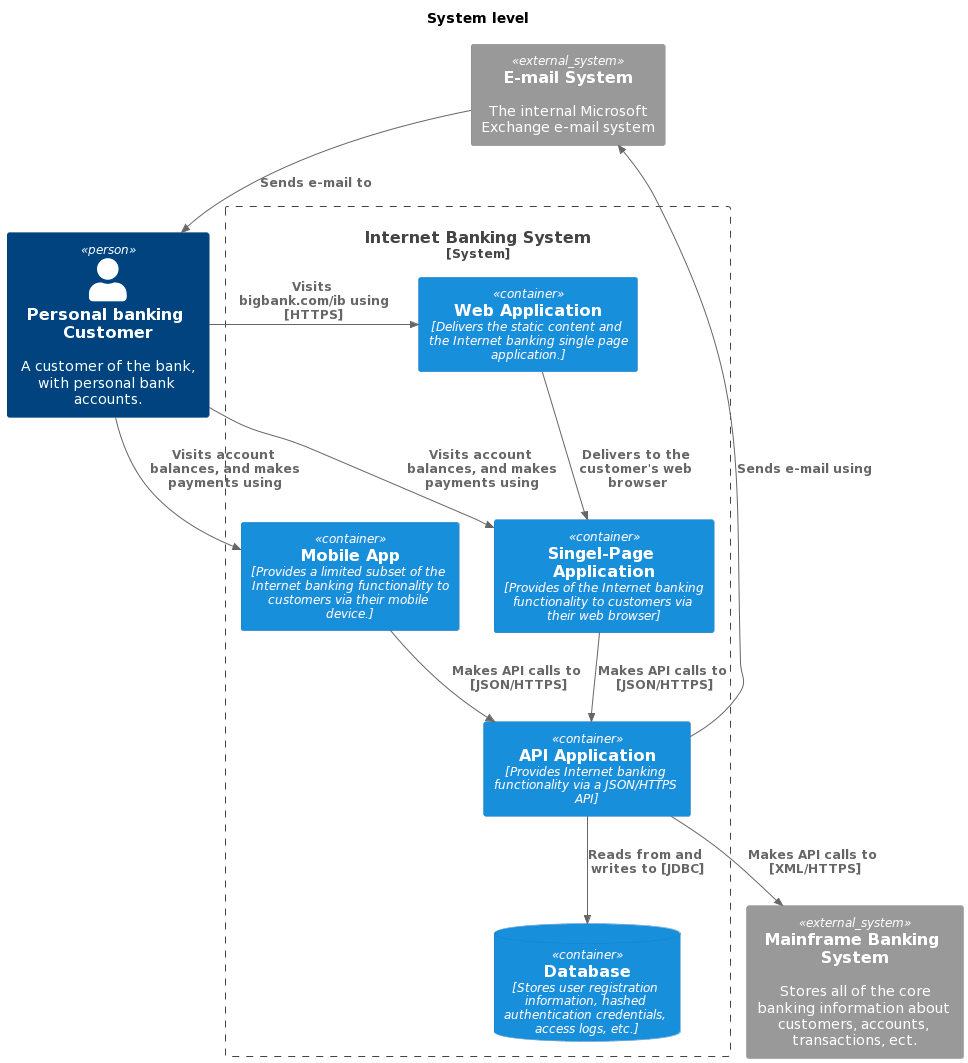 System level
«external_system»
E-mail System
The internal Microsoft
Exchange e-mail system
Sends e-mail to
«person»
Personal banking
Customer
A customer of the bank,
with personal bank
accounts.
Internet Banking System
[System]
Visits
bigbank.com/ib using
[HTTPS]
«container»
Web Application
[Delivers the static content and
the Internet banking single page
application.]
Visits account
balances, and makes
payments using
Visits account
balances, and makes
payments using
Delivers to the
customer's web
browser
Sends e-mail using
«container»
Mobile App
[Provides a limited subset of the
Internet banking functionality to
customers via their mobile
device.]
«container»
Singel-Page
Application
[Provides of the Internet banking
functionality to customers via
their web browser]
Makes API calls to
[JSON/HTTPS]
Makes API calls to
[JSON/HTTPS]
«container»
API Application
[Provides Internet banking
functionality via a JSON/HTTPS
API]
Reads from and
writes to [JDBC]
Makes API calls to
[XML/HTTPS]
«container»
Database
[Stores user registration
information, hashed
authentication credentials,
access logs, etc.]
«external_system»
Mainframe Banking
System
Stores all of the core
banking information about
customers, accounts,
transactions, ect.